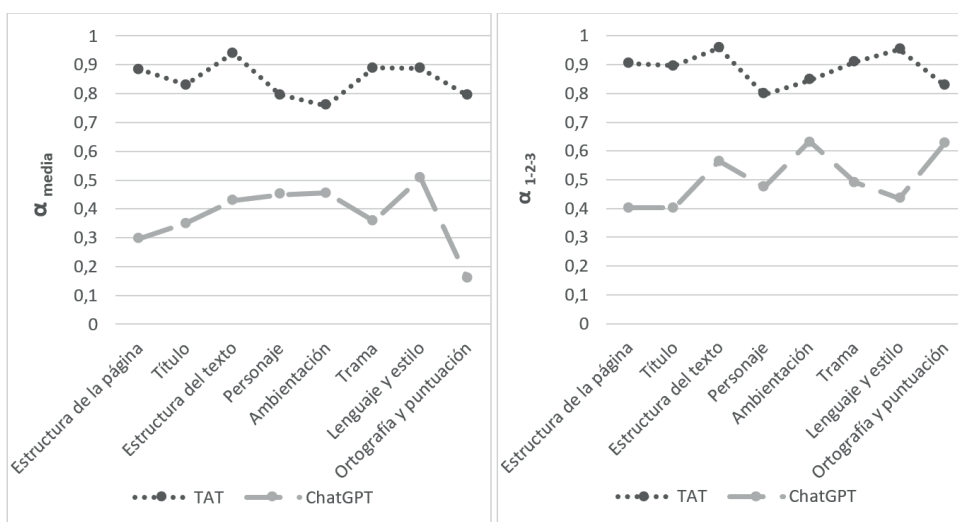 1
0,9
0,8
0,7
0,6
0,5
0,4
0,3
0,2
0,1
0
α media
Estructura de la página
Título
Estructura del texto
Personaje
Ambientación
Trama
Lenguaje y estilo
Ortografía y puntuación
TAT
ChatGPT
1
0,9
0,8
0,7
0,6
0,5
0,4
0,3
0,2
0,1
0
α 1-2-3
Estructura de la página
Título
Estructura del texto
Personaje
Ambientación
Trama
Lenguaje y estilo
Ortografía y puntuación
TAT
ChatGPT